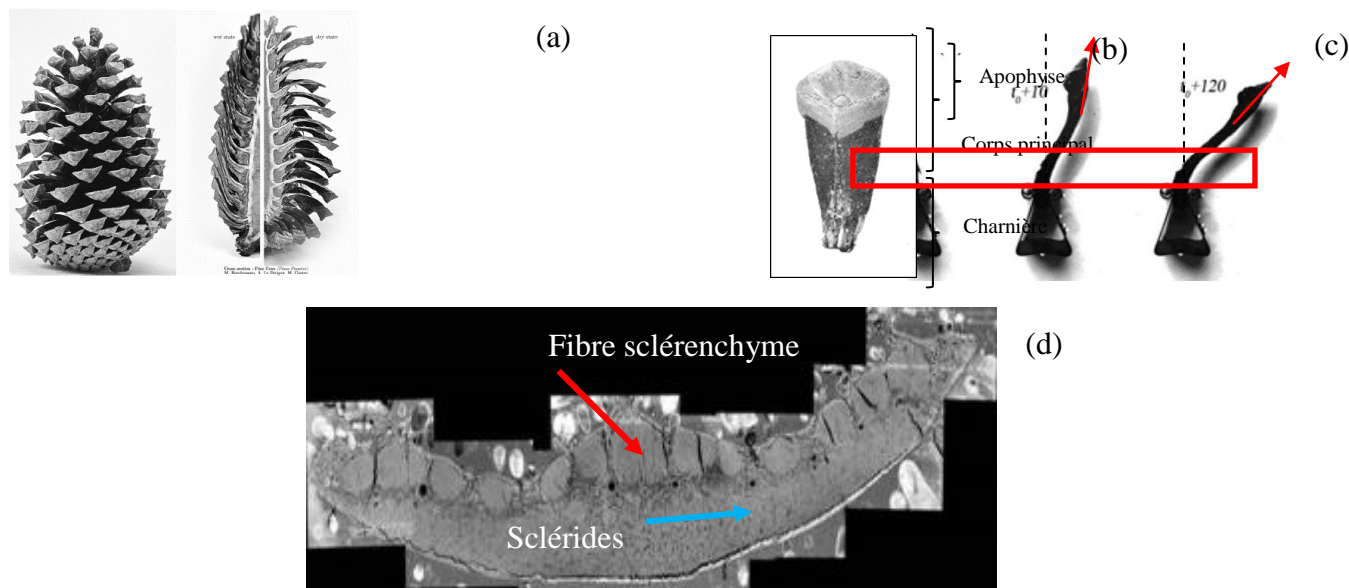 wet state
dry state
(a)
Apophyse
(b)
(c)
t₀+10
t₀+120
Corps principal
Charnière
Fibre sclérenchyme
(d)
Sclérides